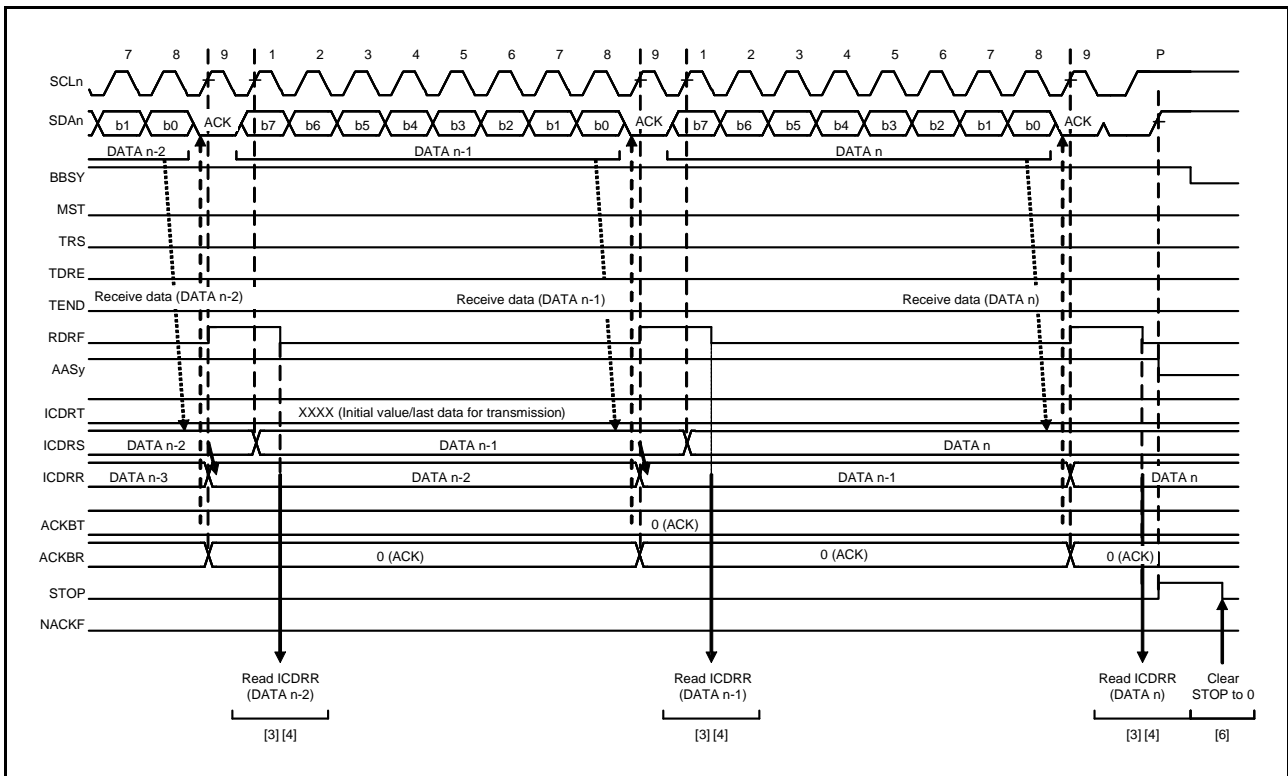 7 8 9 1 2 3 4 5 6 7 8 9 1 2 3 4 5 6 7 8 9 P
SCLn
SDAn b1 b0 ACK b7 b6 b5 b4 b3 b2 b1 b0 ACK b7 b6 b5 b4 b3 b2 b1 b0 ACK
DATA n-2 DATA n-1 DATA n
BBSY
MST
TRS
TDRE
Receive data (DATA n-2) Receive data (DATA n-1) Receive data (DATA n)
TEND
RDRF
AASy
ICDRT XXXX (Initial value/last data for transmission)
ICDRS DATA n-2 DATA n-1 DATA n
ICDRR DATA n-3 DATA n-2 DATA n-1 DATA n
ACKBT 0 (ACK)
ACKBR 0 (ACK) 0 (ACK) 0 (ACK)
STOP
NACKF
Read ICDRR Read ICDRR Read ICDRR Clear
(DATA n-2) (DATA n-1) (DATA n) STOP to 0
[3] [4] [3] [4] [3] [4] [6]